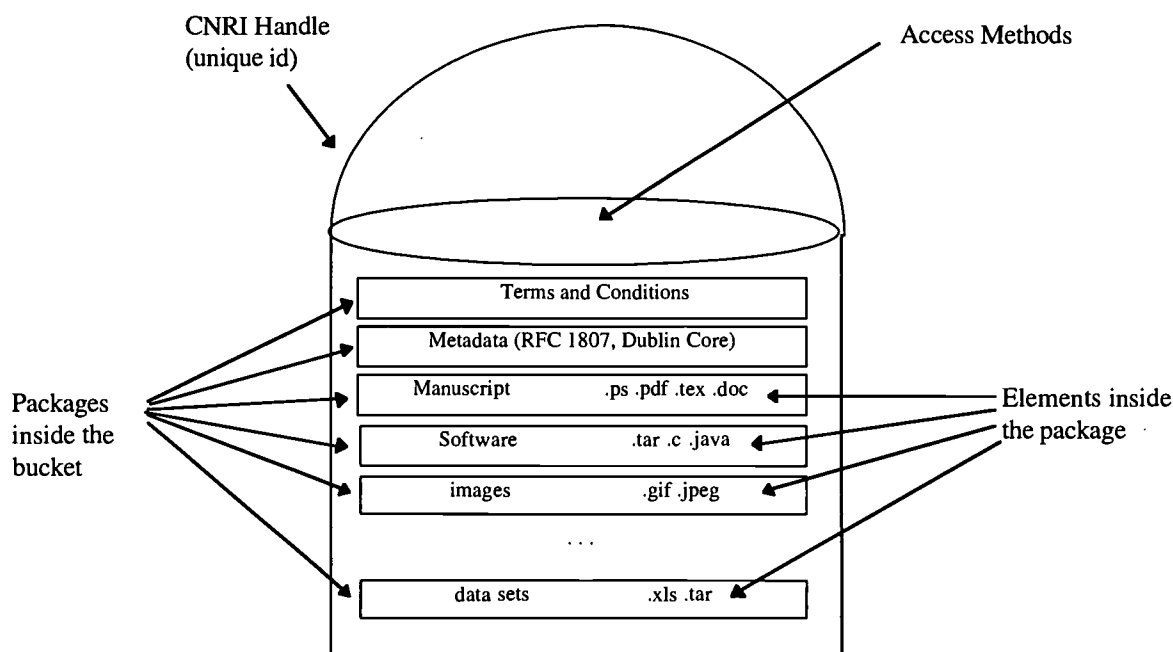 CNRI Handle
(unique id)
Access Methods
Terms and Conditions
Metadata (RFC 1807, Dublin Core)
Manuscript .ps .pdf .tex .doc
Software .tar .c .java
images .gif .jpeg
. . .
data sets .xls .tar
Packages
inside the
bucket
Elements inside
the package